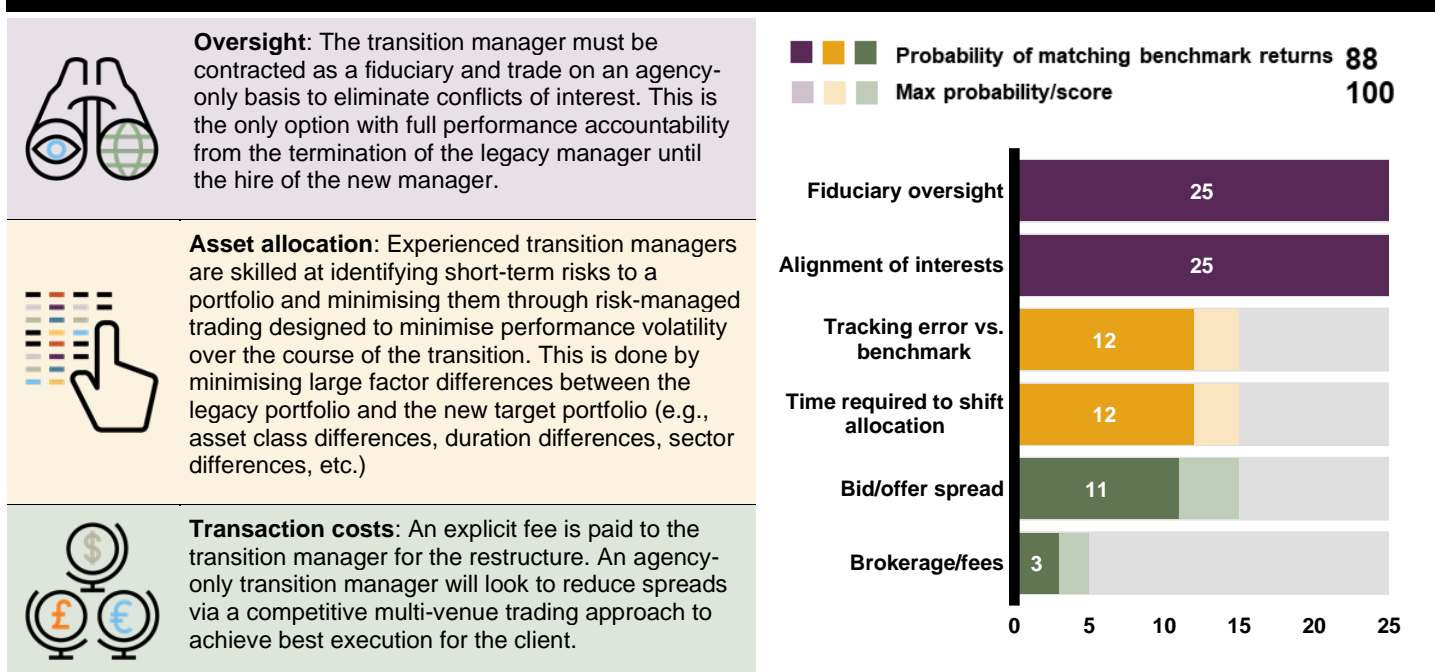 Oversight: The transition manager must be
contracted as a fiduciary and trade on an agency-
only basis to eliminate conflicts of interest. This is
the only option with full performance accountability
from the termination of the legacy manager until
the hire of the new manager.
Asset allocation: Experienced transition managers
are skilled at identifying short-term risks to a
portfolio and minimising them through risk-managed
trading designed to minimise performance volatility
over the course of the transition. This is done by
minimising large factor differences between the
legacy portfolio and the new target portfolio (e.g.,
asset class differences, duration differences, sector
differences, etc.)
$
£ €
Transaction costs: An explicit fee is paid to the
transition manager for the restructure. An agency-
only transition manager will look to reduce spreads
via a competitive multi-venue trading approach to
achieve best execution for the client.
Probability of matching benchmark returns 88
Max probability/score 100
Fiduciary oversight 25
Alignment of interests 25
Tracking error vs.
benchmark 12
Time required to shift
allocation 12
Bid/offer spread 11
Brokerage/fees 3
0 5 10 15 20 25